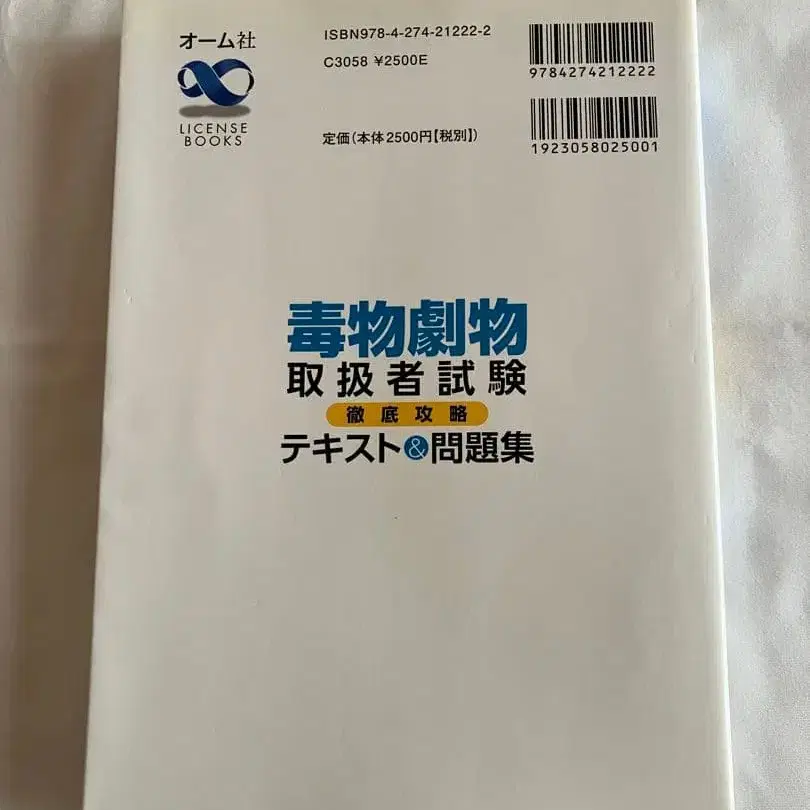 オーム社
LICENSE
BOOKS
ISBN978-4-274-21222-2
C3058 ¥2500E
定価(本体2500円【税別】)
9784274212222
1923058025001
毒物劇物
取扱者試験
徹底攻略
テキスト&問題集